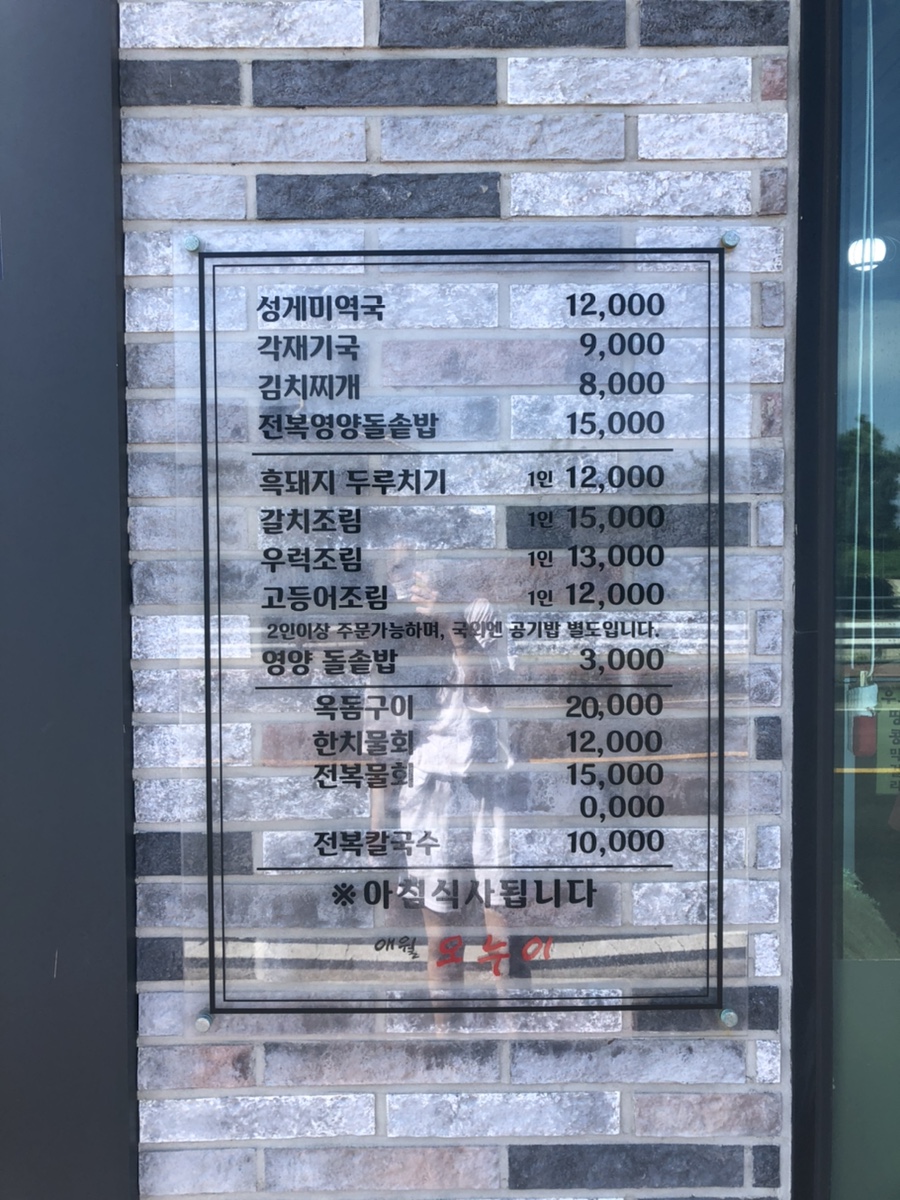 성게미역국 12,000
각재기국 9,000
김치찌개 8,000
전복영양돌솥밥 15,000
흑돼지 두루치기 1인 12,000
갈치조림 1인 15,000
우럭조림 1인 13,000
고등어조림 1인 12,000
2인이상 주문가능하며, 국외엔 공기밥 별도입니다.
영양 돌솥밥 3,000
옥돔구이 20,000
한치물회 12,000
전복물회 15,000
0,000
전복칼국수 10,000
※아침식사됩니다
애월 오누이